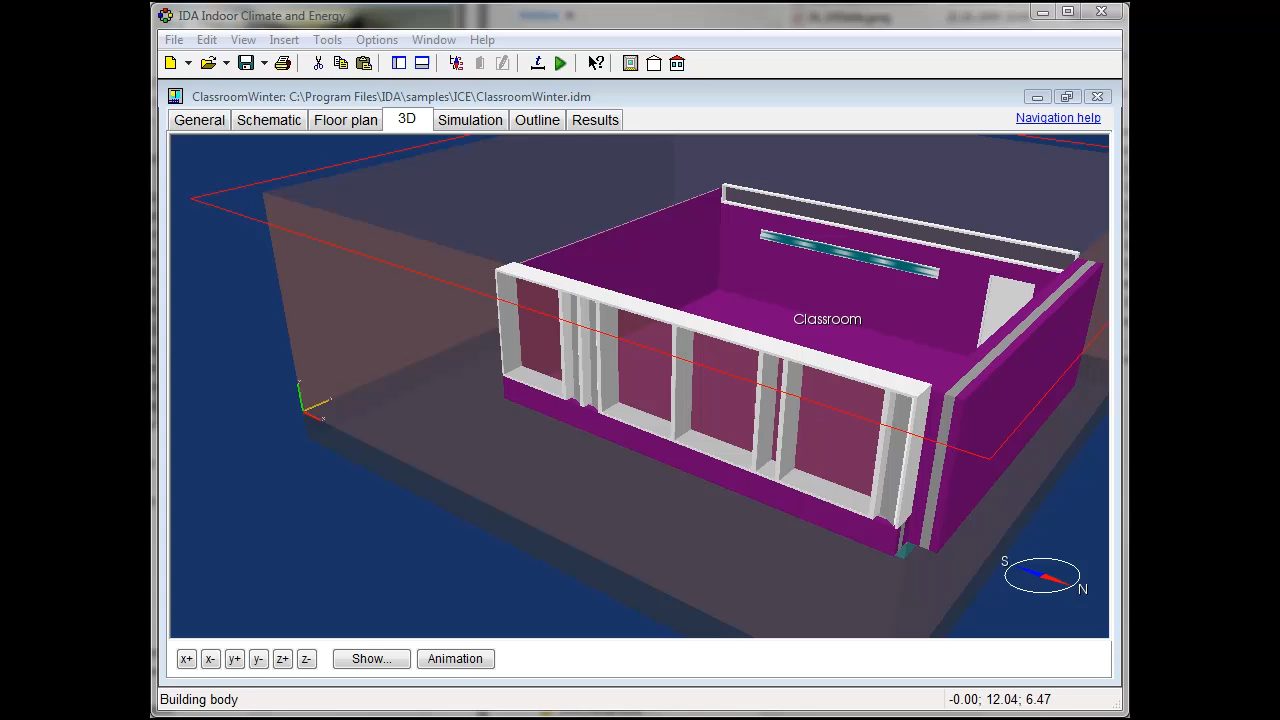 IDA Indoor Climate and Energy
File Edit View Insert Tools Options Window Help
ClassroomWinter: C:\Program Files\IDA\samples\ICE\ClassroomWinter.idm
General Schematic Floor plan 3D Simulation Outline Results Navigation help
Classroom
S
N
x+ x- y+ y- z+ z- Show... Animation
Building body -0.00; 12.04; 6.47